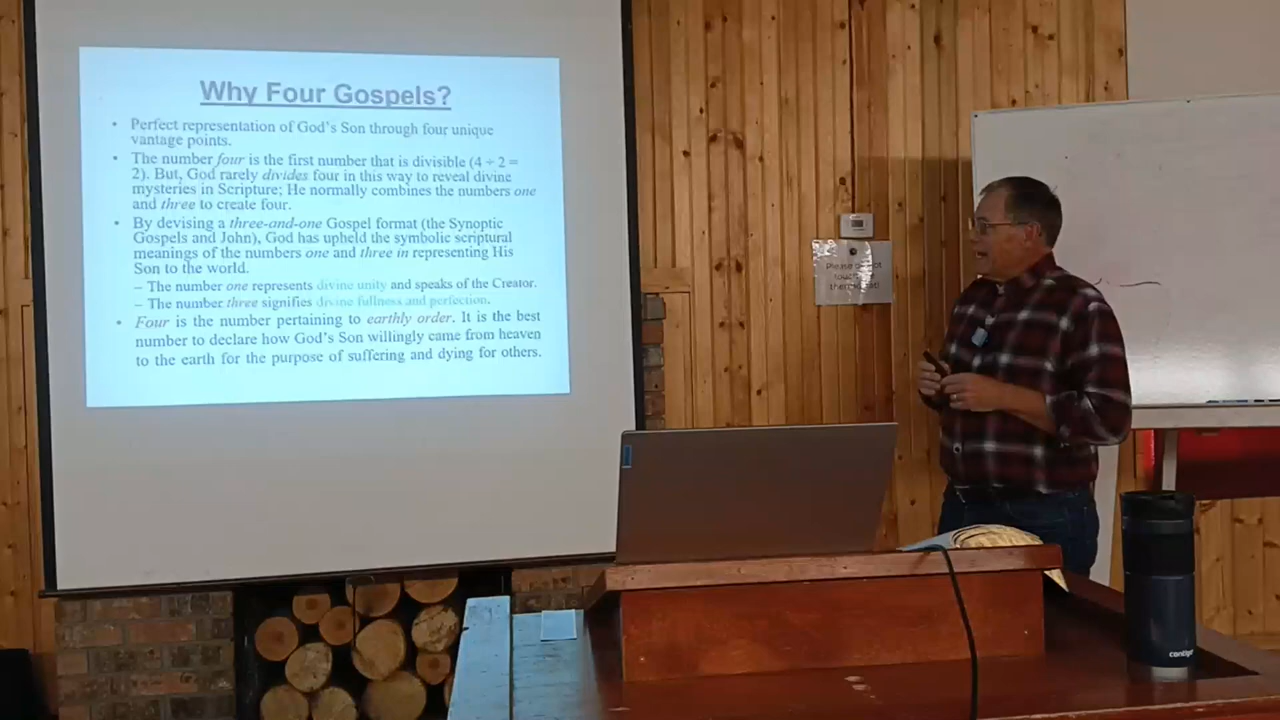 Why Four Gospels?
• Perfect representation of God's Son through four unique
vantage points.
• The number four is the first number that is divisible (4 ÷ 2 =
2). But, God rarely divides four in this way to reveal divine
mysteries in Scripture; He normally combines the numbers one
and three to create four.
• By devising a three-and-one Gospel format (the Synoptic
Gospels and John), God has upheld the symbolic scriptural
meanings of the numbers one and three in representing His
Son to the world.
– The number one represents divine unity and speaks of the Creator.
– The number three signifies divine fullness and perfection.
• Four is the number pertaining to earthly order. It is the best
number to declare how God's Son willingly came from heaven
to the earth for the purpose of suffering and dying for others.
Please do not
touch
thermostat!
contigo